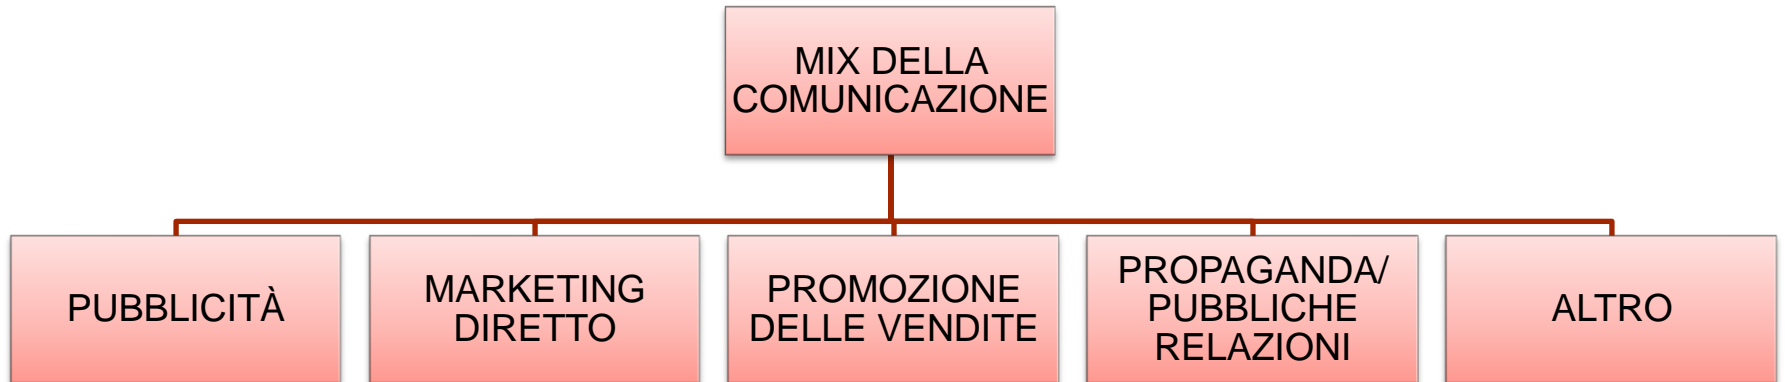 MIX DELLA
COMUNICAZIONE
PUBBLICITÀ
MARKETING
DIRETTO
PROMOZIONE
DELLE VENDITE
PROPAGANDA/
PUBBLICHE
RELAZIONI
ALTRO